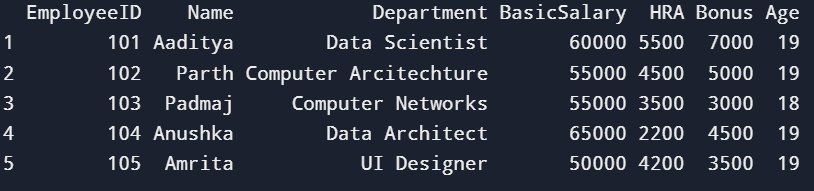 EmployeeID Name Department BasicSalary HRA Bonus Age
1 101 Aaditya Data Scientist 60000 5500 7000 19
2 102 Parth Computer Arcitechture 55000 4500 5000 19
3 103 Padmaj Computer Networks 55000 3500 3000 18
4 104 Anushka Data Architect 65000 2200 4500 19
5 105 Amrita UI Designer 50000 4200 3500 19